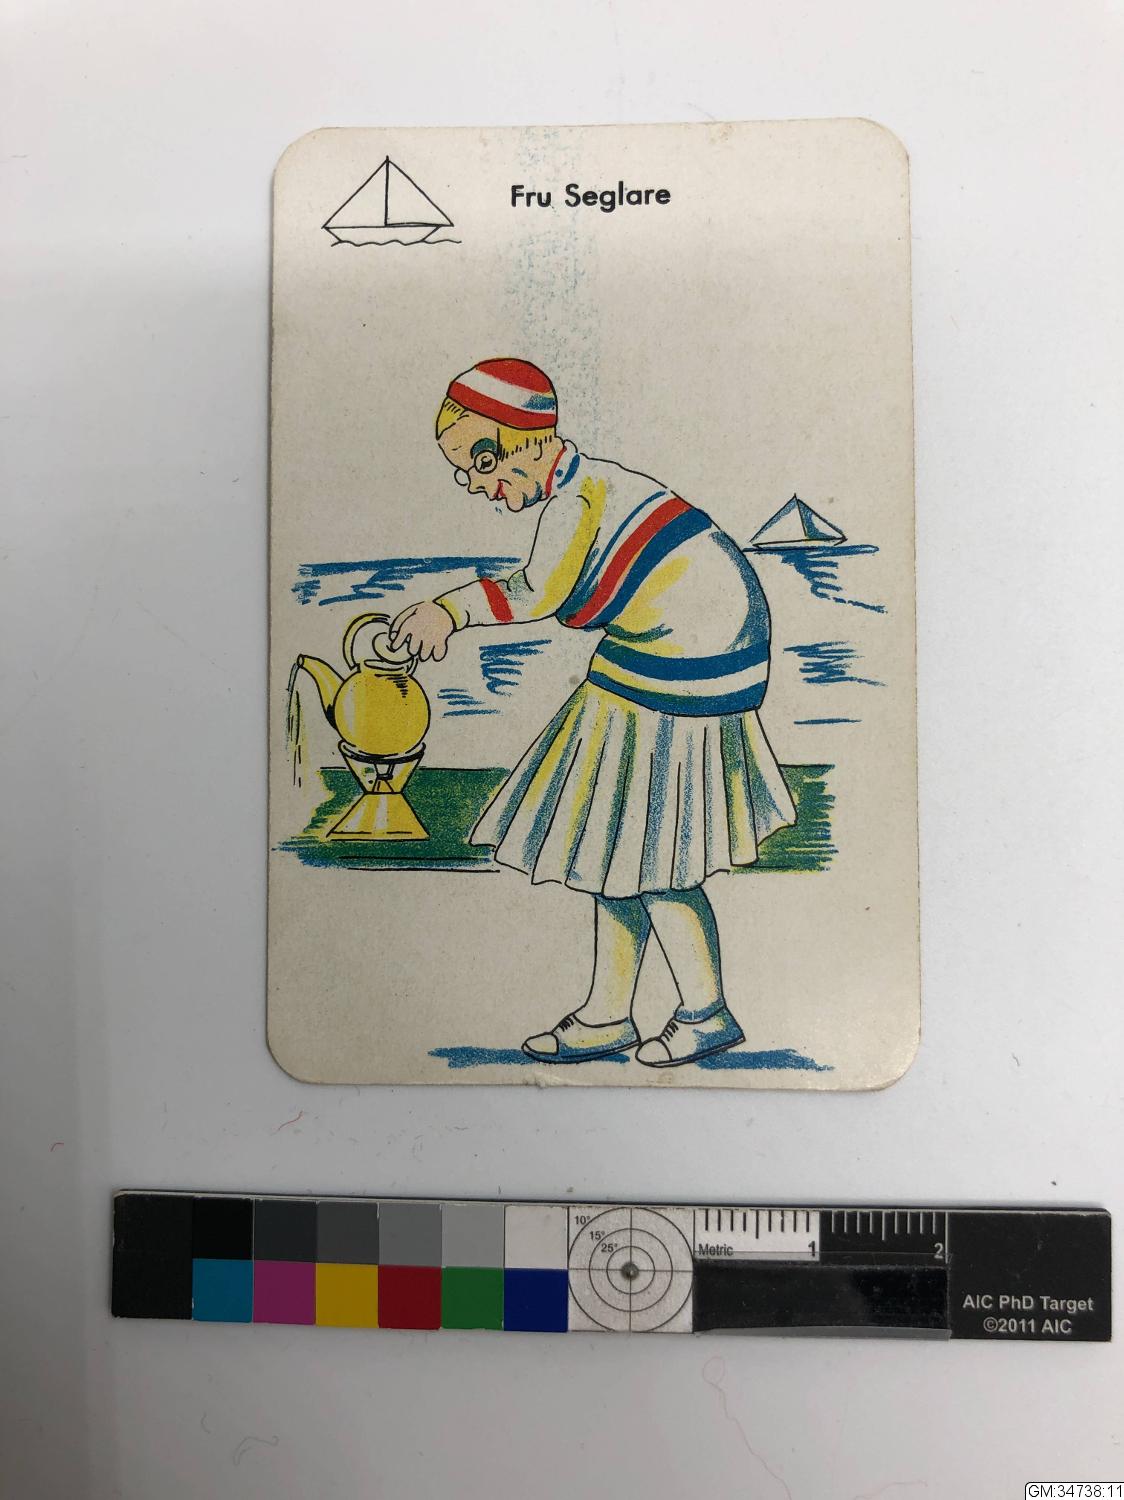 Fru Seglare
10°
15°
25°
Metric
1
2
AIC PhD Target
©2011 AIC
GM:34738:11